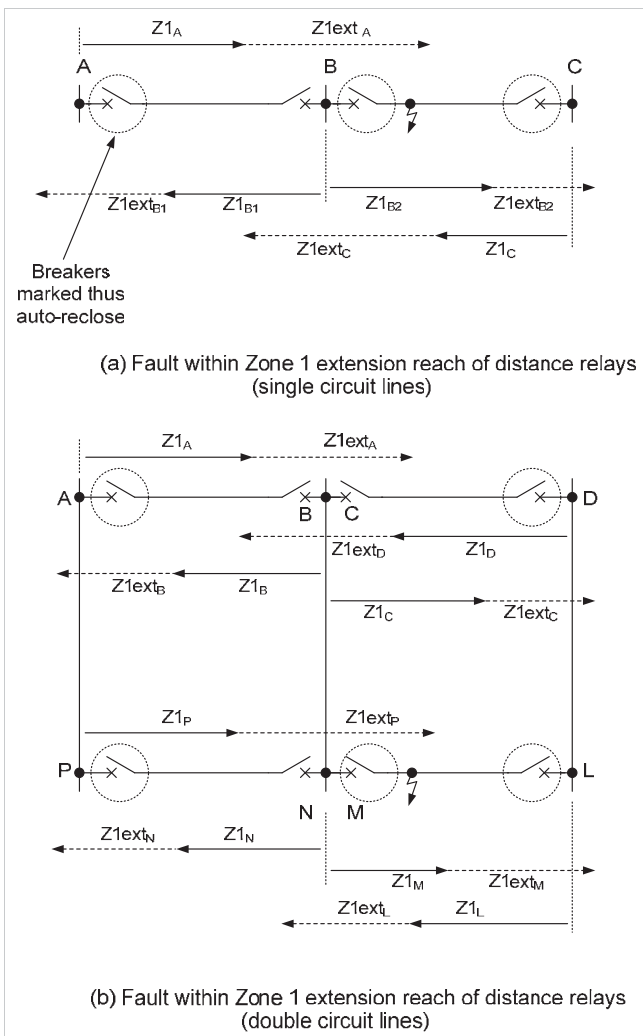 Z1A Z1ext A
A B C
Z1extB1 Z1B1 Z1B2 Z1extB2
Z1extC Z1C
Breakers
marked thus
auto-reclose
(a) Fault within Zone 1 extension reach of distance relays
(single circuit lines)
Z1A Z1extA
A B C D
Z1extD Z1D
Z1extB Z1B
Z1C Z1extC
Z1P Z1extP
P N M L
Z1extN Z1N
Z1M Z1extM
Z1extL Z1L
(b) Fault within Zone 1 extension reach of distance relays
(double circuit lines)